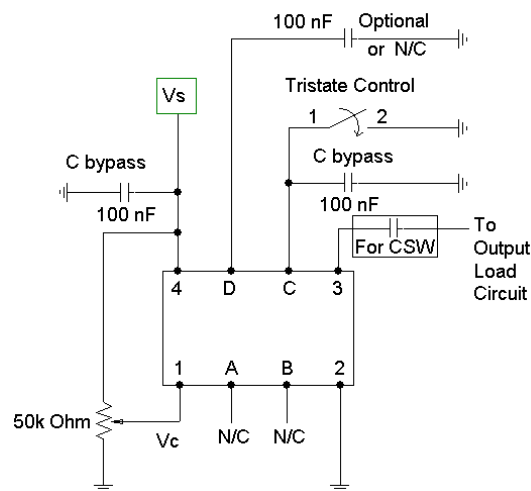 100 nF
Optional
or N/C
Vs
Tristate Control
1
2
C bypass
C bypass
100 nF
100 nF
For CSW
To
Output
Load
Circuit
4
D
C
3
1
A
B
2
50k Ohm
Vc
N/C
N/C